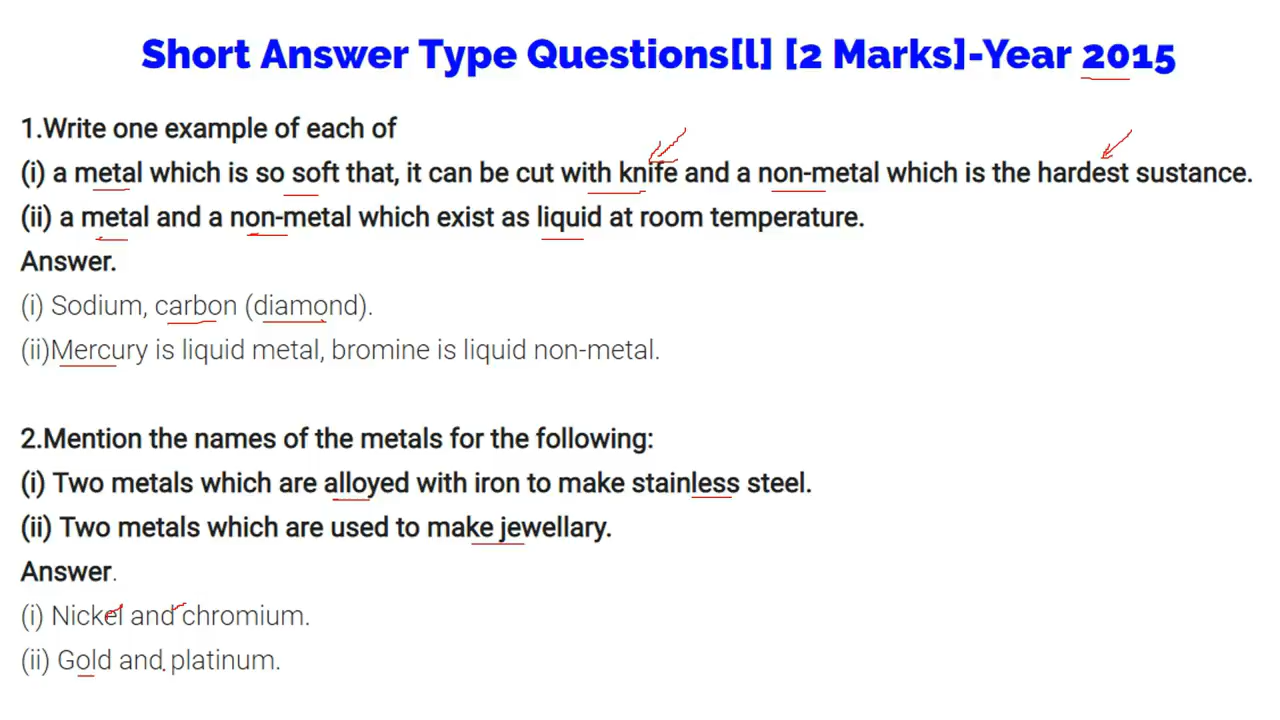 Short Answer Type Questions[l] [2 Marks]-Year 2015
1.Write one example of each of
(i) a metal which is so soft that, it can be cut with knife and a non-metal which is the hardest sustance.
(ii) a metal and a non-metal which exist as liquid at room temperature.
Answer.
(i) Sodium, carbon (diamond).
(ii)Mercury is liquid metal, bromine is liquid non-metal.
2.Mention the names of the metals for the following:
(i) Two metals which are alloyed with iron to make stainless steel.
(ii) Two metals which are used to make jewellary.
Answer.
(i) Nickel and chromium.
(ii) Gold and platinum.